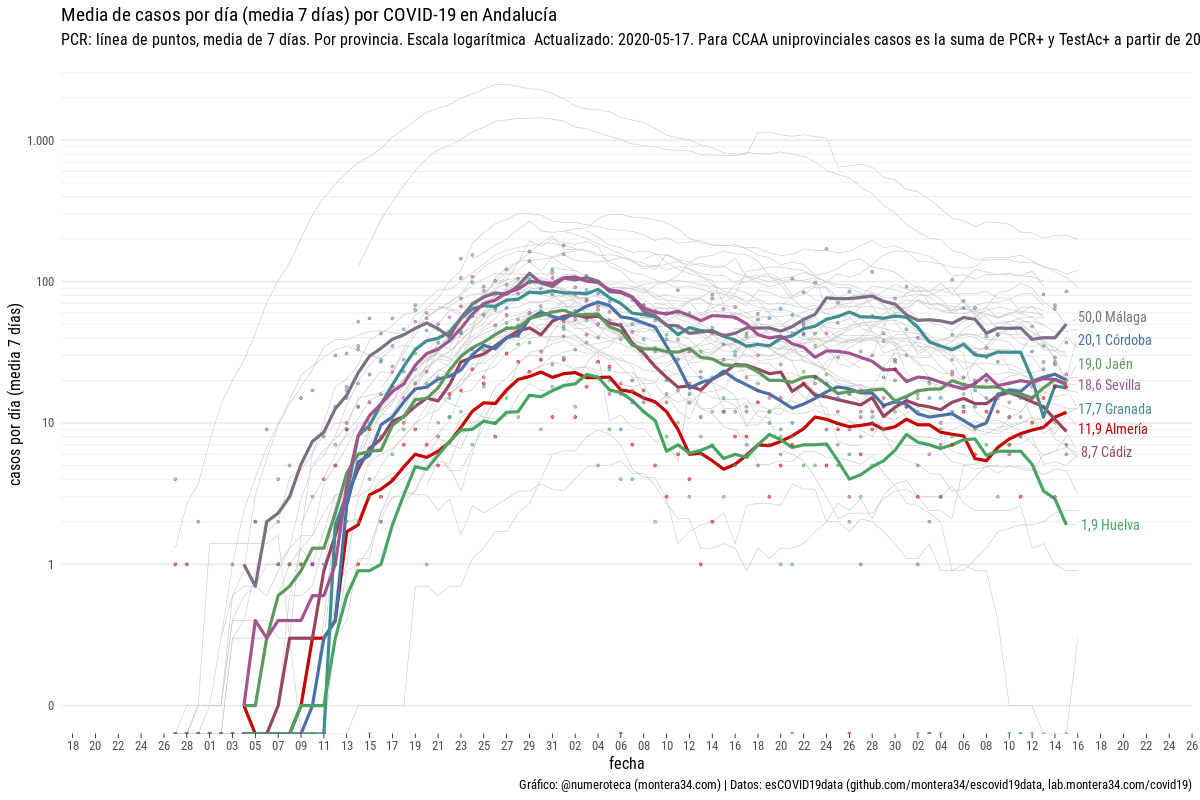 Media de casos por día (media 7 días) por COVID-19 en Andalucía
PCR: línea de puntos, media de 7 días. Por provincia. Escala logarítmica  Actualizado: 2020-05-17. Para CCAA uniprovinciales casos es la suma de PCR+ y TestAc+ a partir de 20
casos por día (media 7 días)
1.000
100
10
1
0
50,0 Málaga
20,1 Córdoba
19,0 Jaén
18,6 Sevilla
17,7 Granada
11,9 Almería
8,7 Cádiz
1,9 Huelva
18 20 22 24 26 28 01 03 05 07 09 11 13 15 17 19 21 23 25 27 29 31 02 04 06 08 10 12 14 16 18 20 22 24 26 28 30 02 04 06 08 10 12 14 16 18 20 22 24 26
fecha
Gráfico: @numeroteca (montera34.com) | Datos: esCOVID19data (github.com/montera34/escovid19data, lab.montera34.com/covid19)